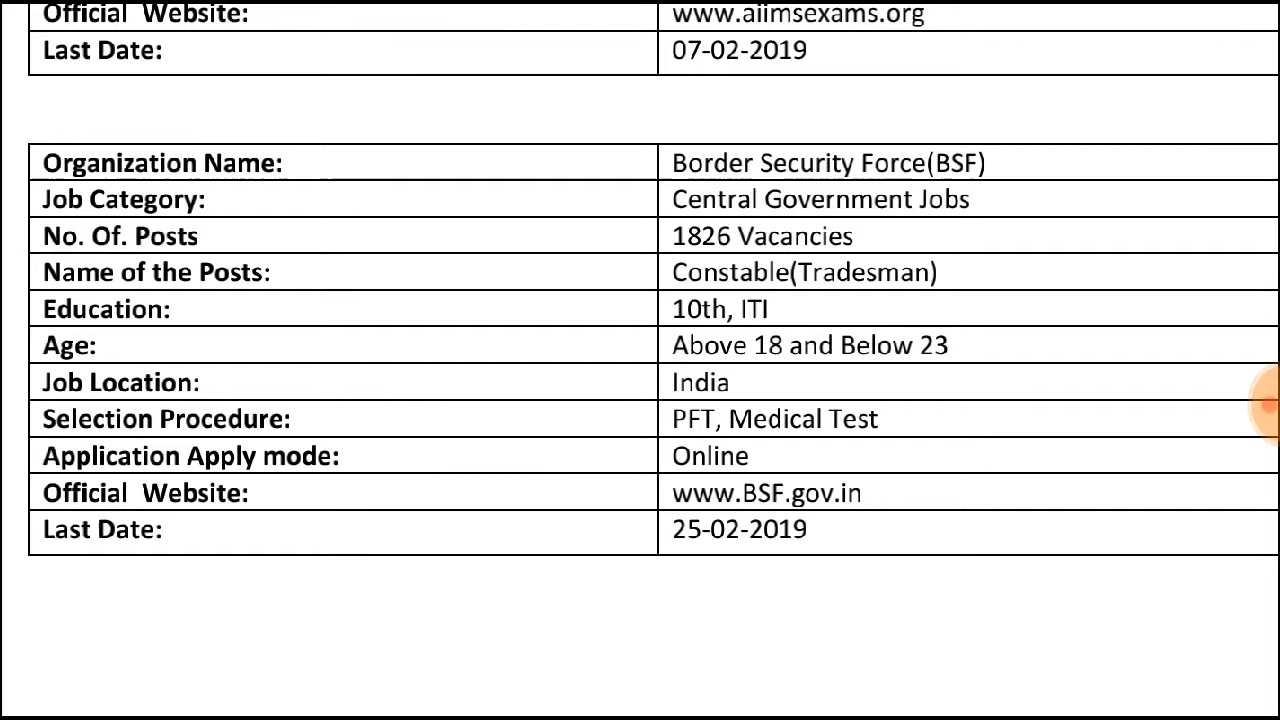 Official  Website: www.aiimsexams.org
Last Date: 07-02-2019
Organization Name: Border Security Force(BSF)
Job Category: Central Government Jobs
No. Of. Posts 1826 Vacancies
Name of the Posts: Constable(Tradesman)
Education: 10th, ITI
Age: Above 18 and Below 23
Job Location: India
Selection Procedure: PFT, Medical Test
Application Apply mode: Online
Official  Website: www.BSF.gov.in
Last Date: 25-02-2019